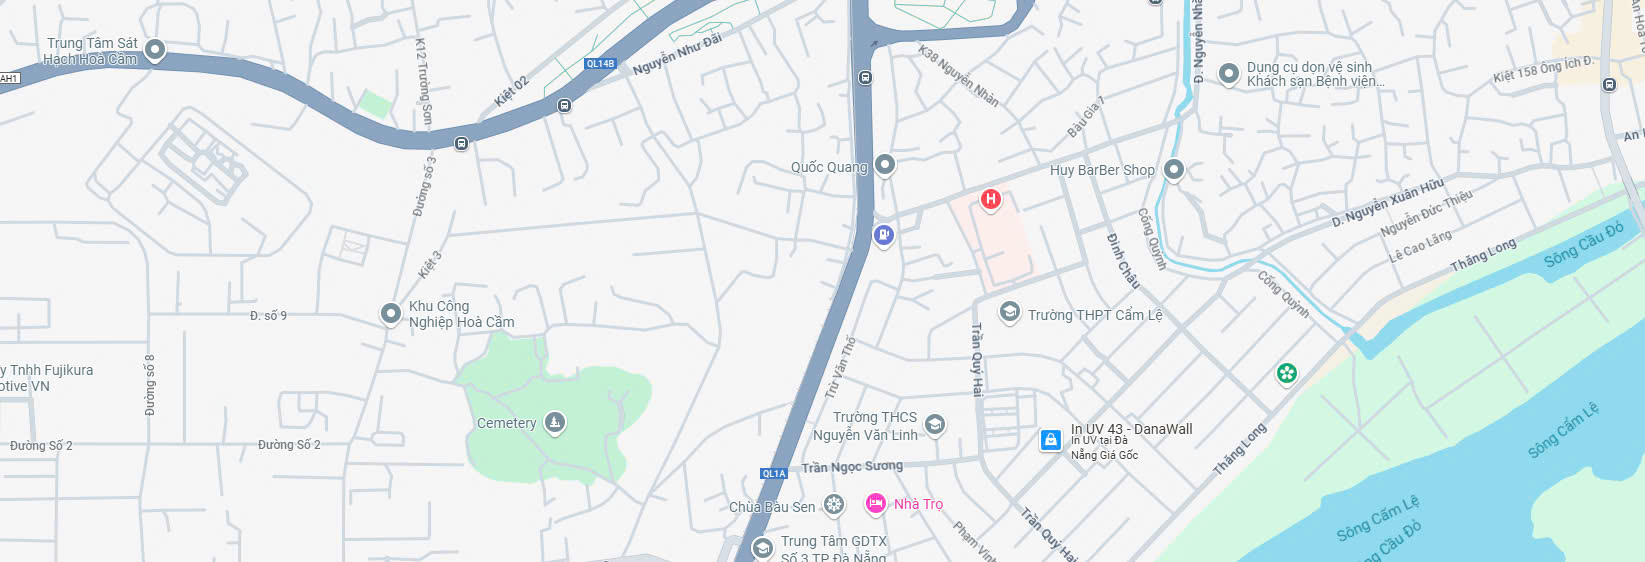 Trung Tâm Sát
Hạch Hoà Cầm
AH1
K12 Trường Sơn
QL14B
Nguyễn Như Đãi
Kiệt 02
K38 Nguyễn Nhàn
Bàu Gia 7
Đ. Nguyễn Nhàn
Dụng cụ dọn vệ sinh
Khách sạn Bệnh viện...
Kiệt 158 Ông Ích Đ.
An
Quốc Quang
Huy BarBer Shop
H
Đường số 3
Kiệt 3
Cống Quỳnh
Đinh Châu
Đ. Nguyễn Xuân Hữu
Nguyễn Đức Thiệu
Lê Cao Lãng
Thăng Long
Sông Cầu Đỏ
Cống Quỳnh
Khu Công
Nghiệp Hoà Cầm
Đ. số 9
Trường THPT Cẩm Lệ
Trần Quý Hai
Trừ Văn Thố
y Tnhh Fujikura
otive VN
Đường số 8
Cemetery
Đường Số 2
Đường Số 2
Trường THCS
Nguyễn Văn Linh
In UV 43 - DanaWall
In UV tại Đà
Nẵng Giá Gốc
Thăng Long
Sông Cẩm Lệ
QL1A
Trần Ngọc Sương
Chùa Bàu Sen
Nhà Trọ
Trần Quý Hai
Phạm Vinh
Sông Cẩm Lệ
Sông Cầu Đỏ
Trung Tâm GDTX
Số 3 TP Đà Nẵng